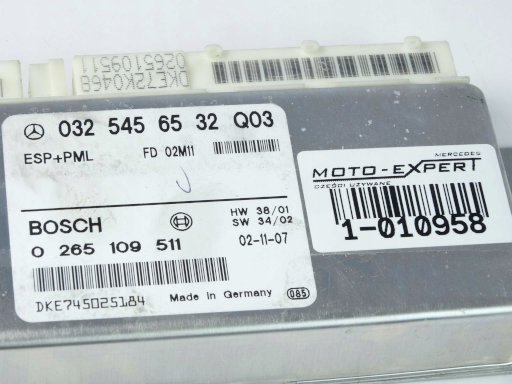 DKE72K0468
0265109511
032 545 65 32 Q03
ESP+PML FD 02M11
BOSCH
HW 38/01
SW 34/02
0 265 109 511 02-11-07
DKE745025184 Made in Germany 085
MERCEDES
MOTO-EXPERT
CZĘŚCI UŻYWANE
1-010958